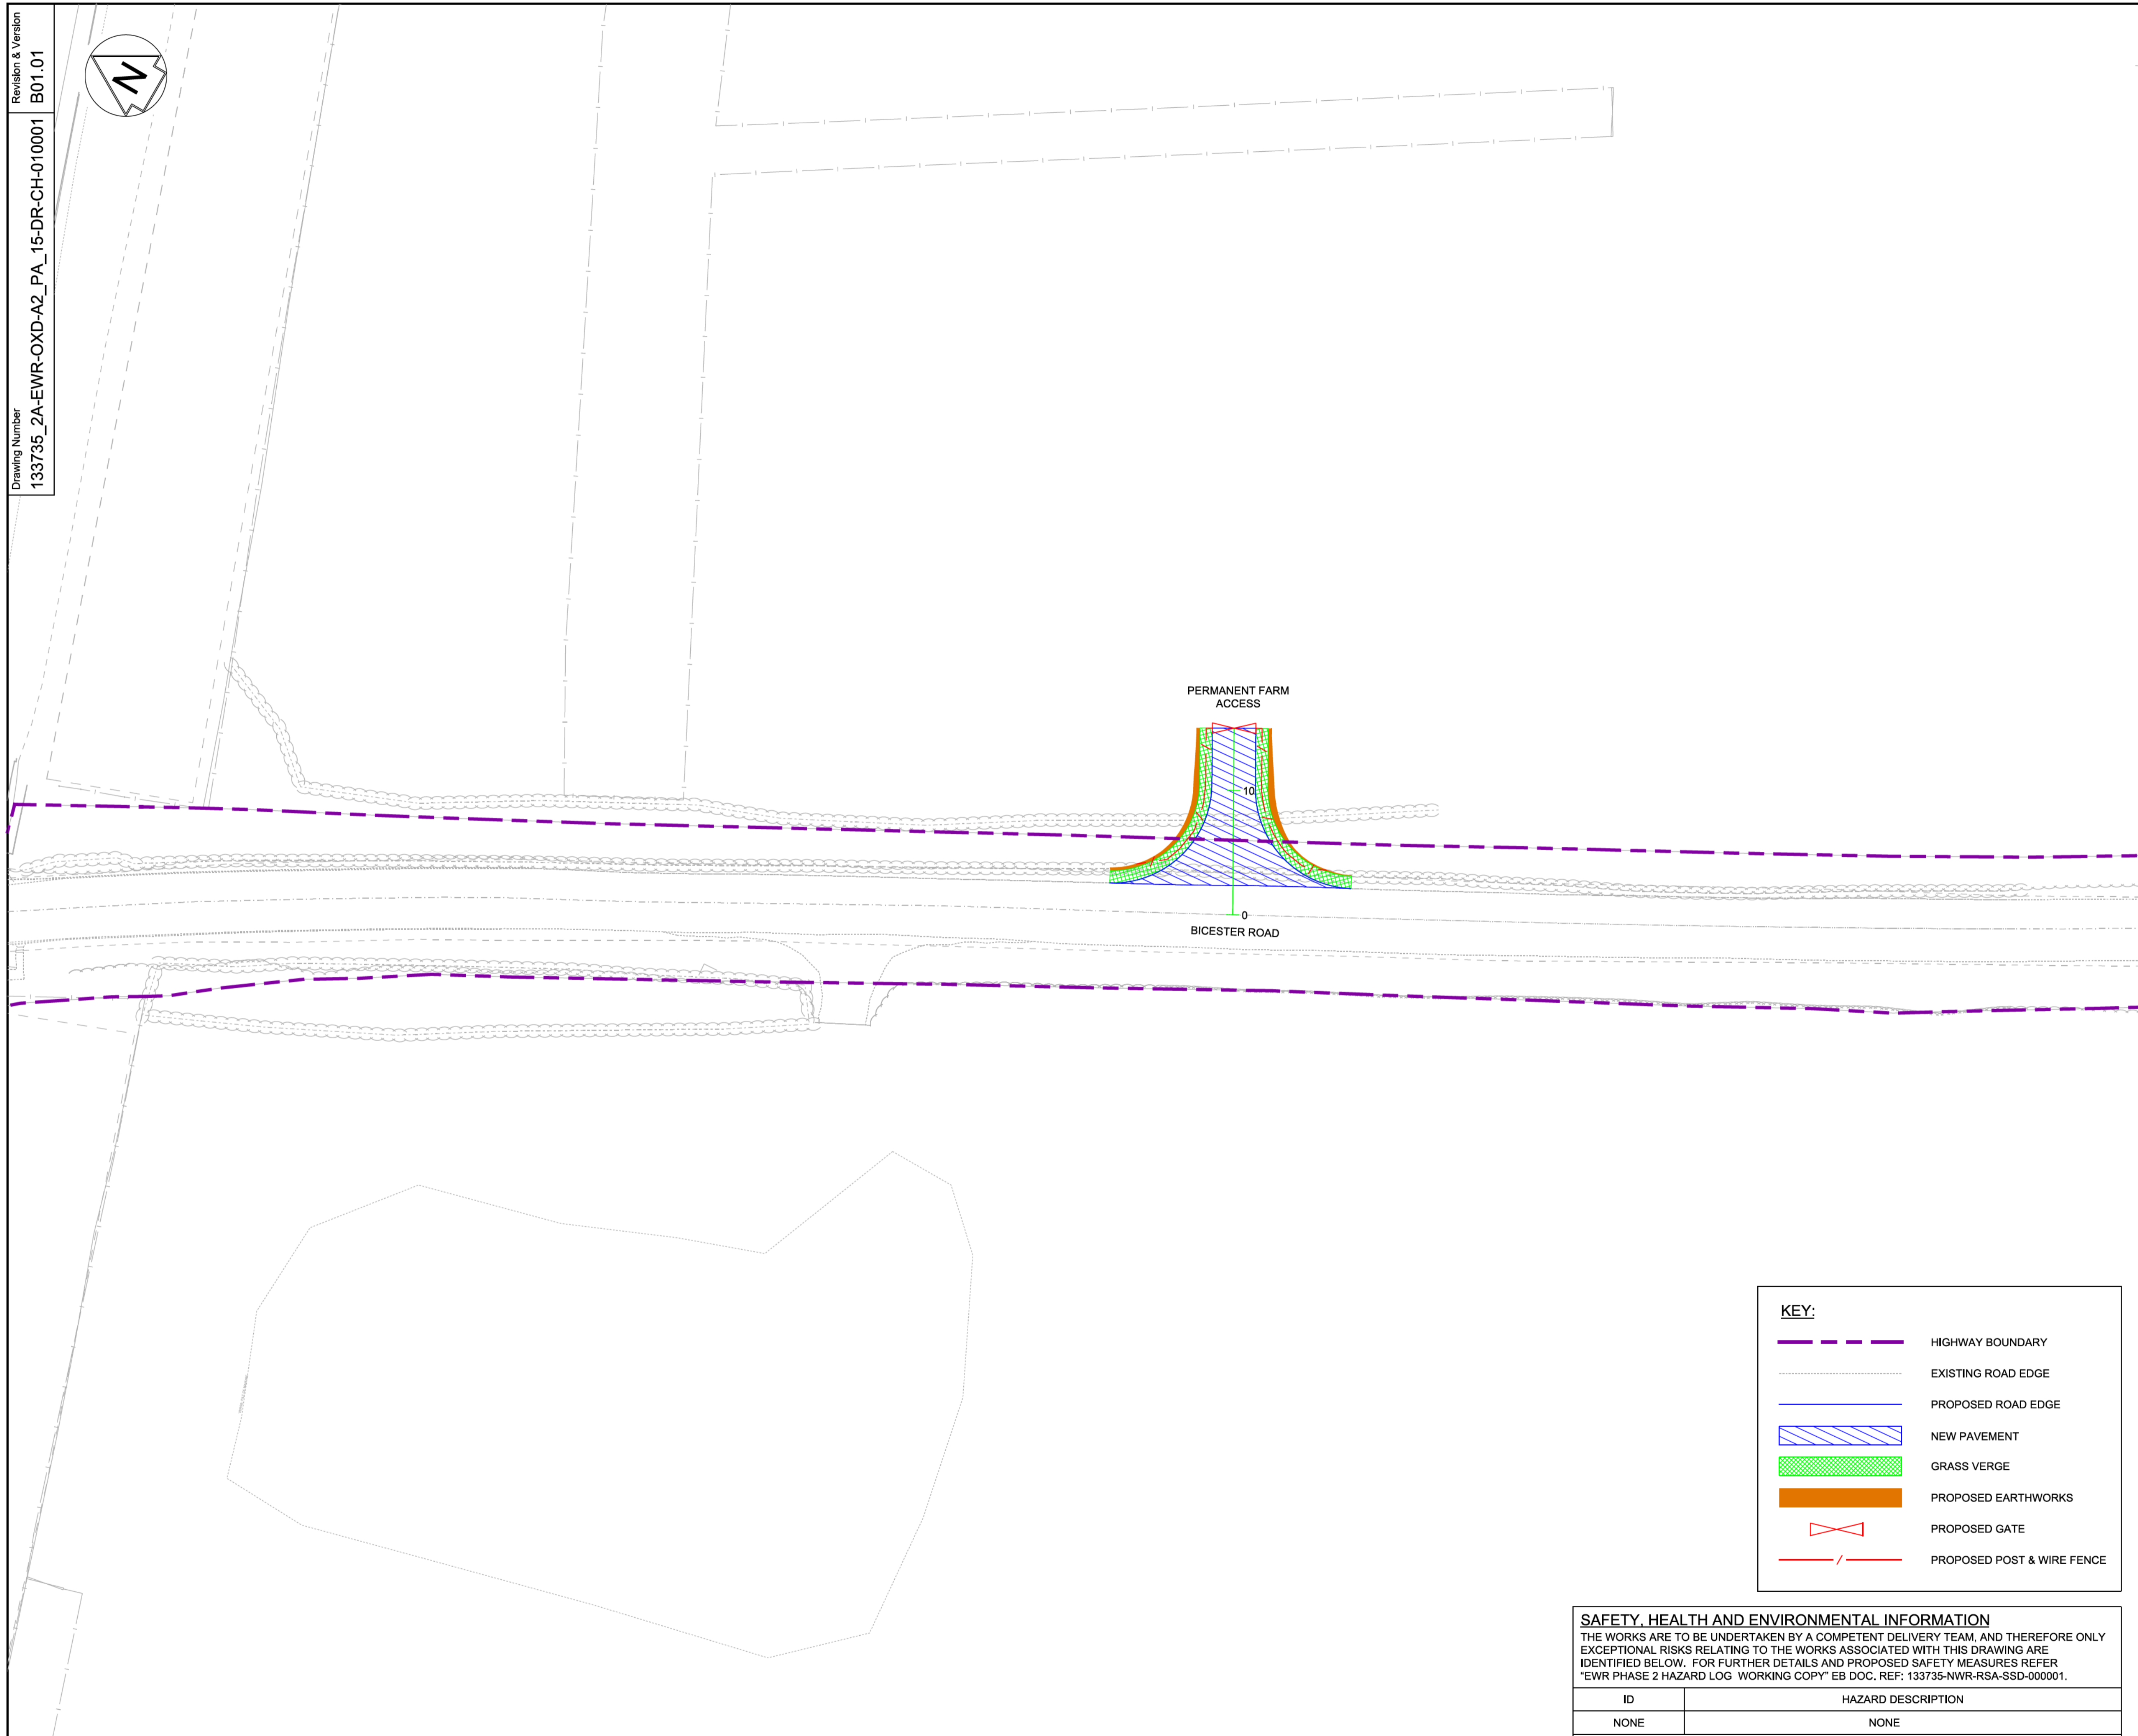 Revision & Version
B01.01
Drawing Number
133735_2A-EWR-OXD-A2_PA_15-DR-CH-010001
N
PERMANENT FARM
ACCESS
10
0
BICESTER ROAD
KEY:
HIGHWAY BOUNDARY
EXISTING ROAD EDGE
PROPOSED ROAD EDGE
NEW PAVEMENT
GRASS VERGE
PROPOSED EARTHWORKS
PROPOSED GATE
PROPOSED POST & WIRE FENCE
SAFETY, HEALTH AND ENVIRONMENTAL INFORMATION
THE WORKS ARE TO BE UNDERTAKEN BY A COMPETENT DELIVERY TEAM, AND THEREFORE ONLY
EXCEPTIONAL RISKS RELATING TO THE WORKS ASSOCIATED WITH THIS DRAWING ARE
IDENTIFIED BELOW. FOR FURTHER DETAILS AND PROPOSED SAFETY MEASURES REFER
"EWR PHASE 2 HAZARD LOG WORKING COPY" EB DOC. REF: 133735-NWR-RSA-SSD-000001.
ID HAZARD DESCRIPTION
NONE NONE